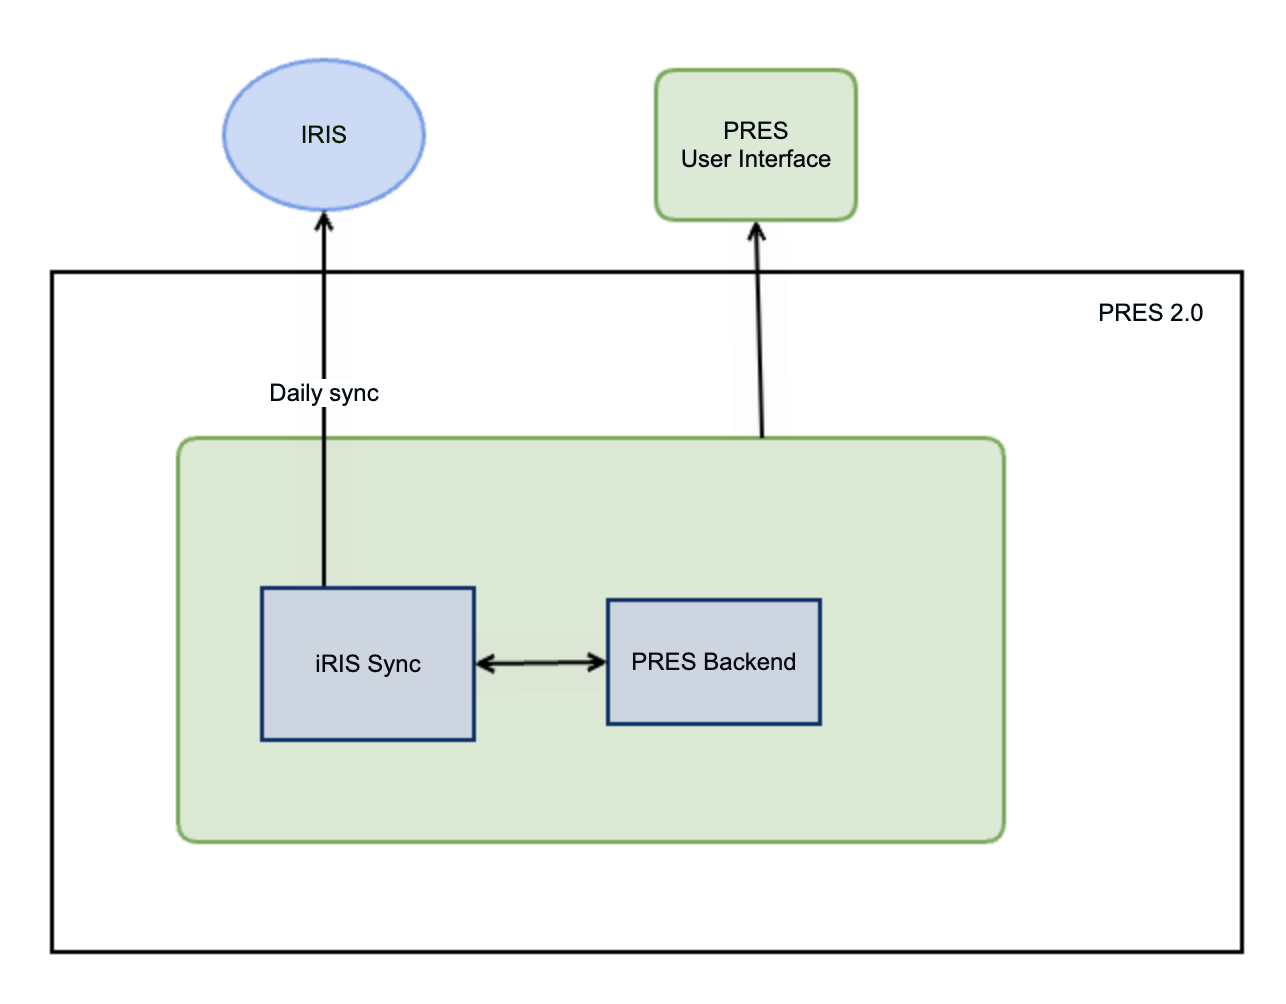 IRIS
PRES
User Interface
PRES 2.0
Daily sync
iRIS Sync
PRES Backend